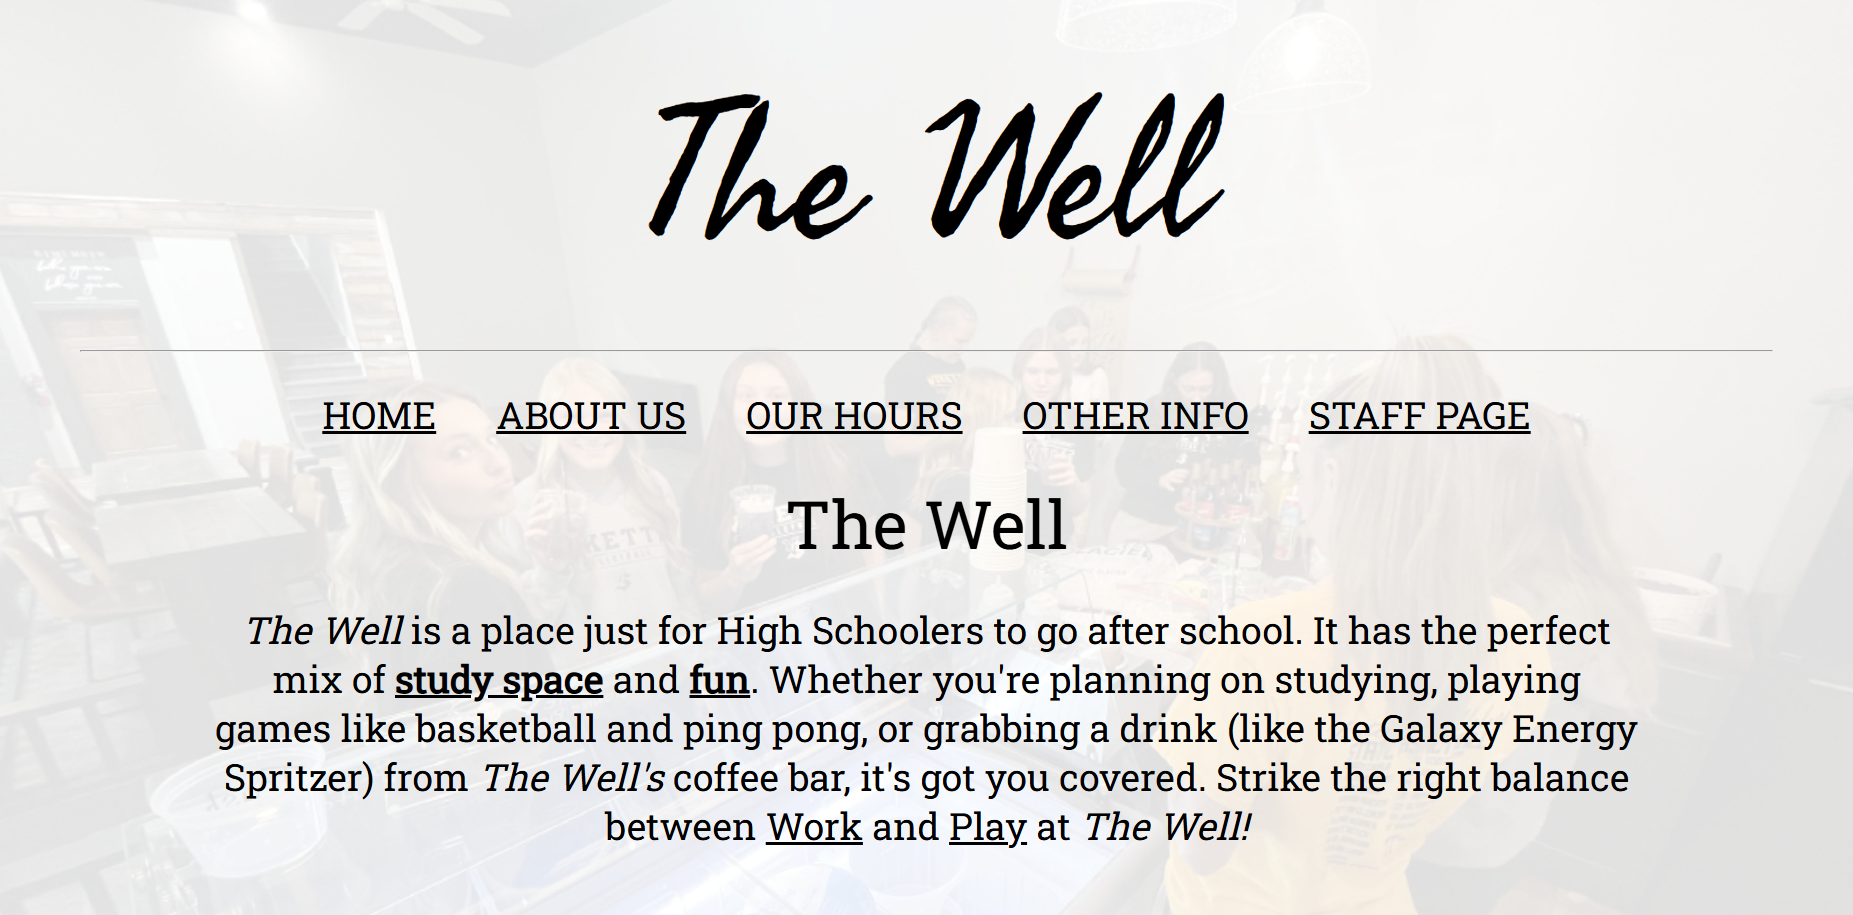 The Well
HOME ABOUT US OUR HOURS OTHER INFO STAFF PAGE
The Well
The Well is a place just for High Schoolers to go after school. It has the perfect
mix of study space and fun. Whether you're planning on studying, playing
games like basketball and ping pong, or grabbing a drink (like the Galaxy Energy
Spritzer) from The Well's coffee bar, it's got you covered. Strike the right balance
between Work and Play at The Well!